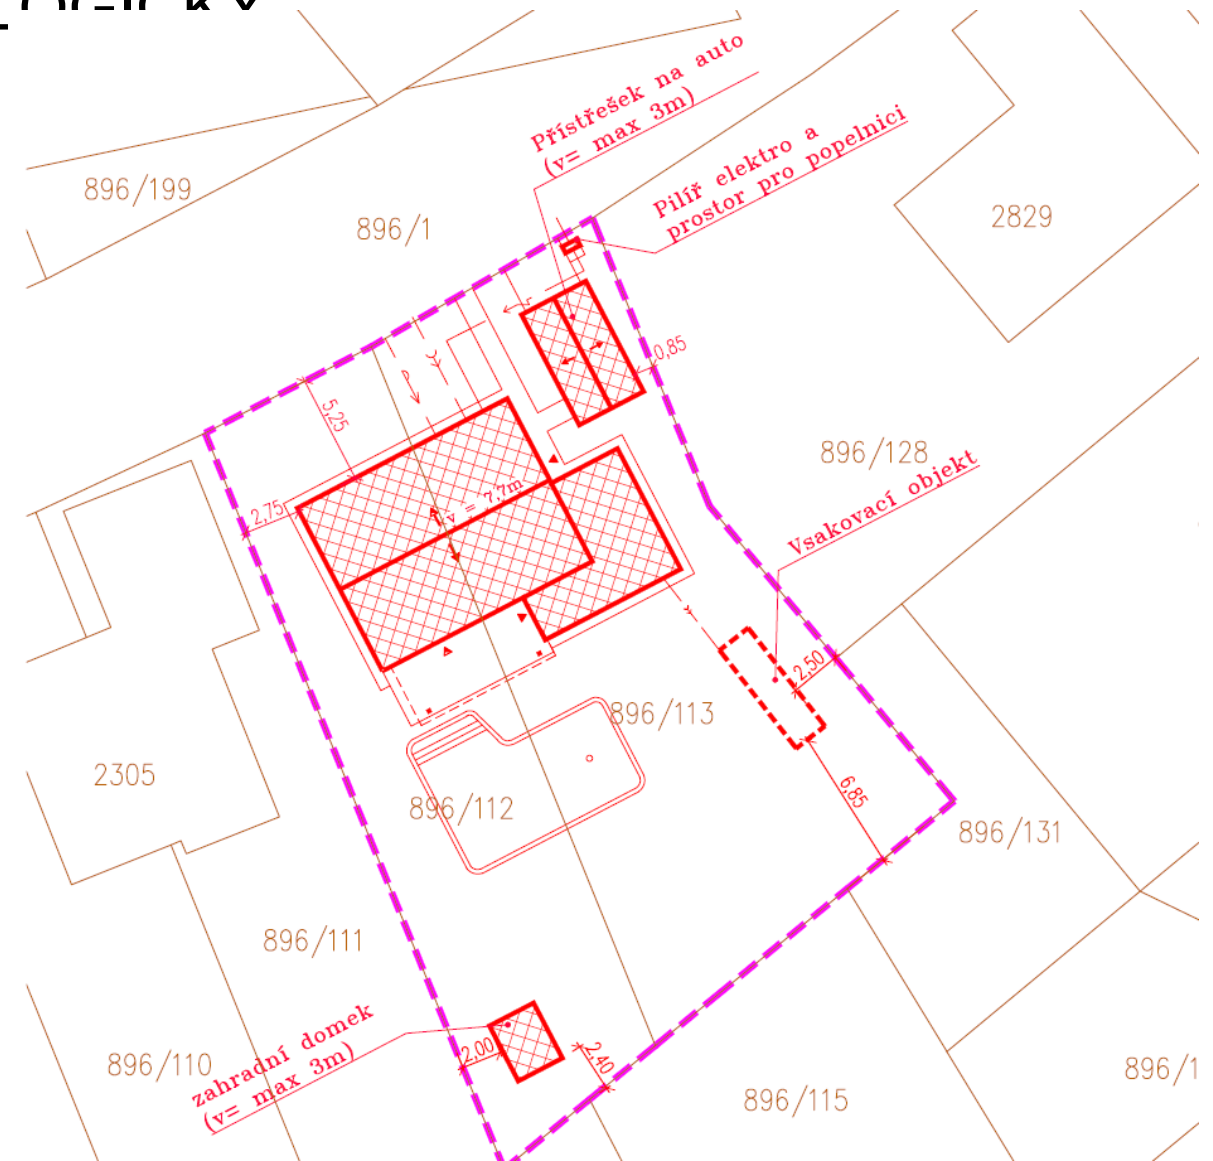 Přístřešek na auto
(v= max 3m)
Pilíř elektro a
prostor pro popelnici
896/199
896/1
2829
0,85
5,25
896/128
Vsakovací objekt
2,75
v = 7,7m
2,50
896/113
2305
6,85
896/112
896/131
896/111
zahradní domek
(v= max 3m)
2,00
2,40
896/110
896/1
896/115